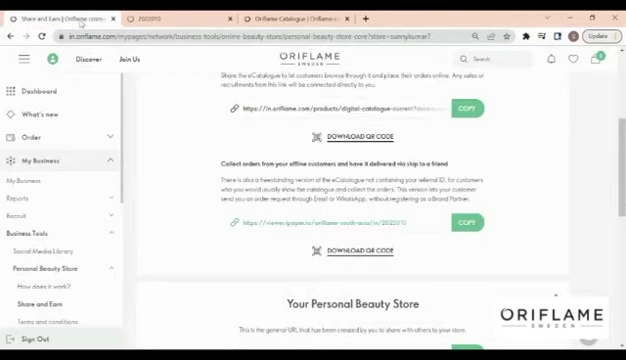 Share and Earn | Oriflame cosm
2022010
Oriflame Catalogue | Oriflame
in.oriflame.com/mypages/network/business-tools/online-beauty-store/personal-beauty-store-core?store=sunnykumar7
Update
Discover
Join Us
ORIFLAME
SWEDEN
Search
Dashboard
What's new
Order
My Business
My Business
Reports
Recruit
Business Tools
Social Media Library
Personal Beauty Store
How does it work?
Share and Earn
Terms and conditions
Sign Out
Share the eCatalogue to let customers browse through it and place their orders online. Any sales or
recruitments from this link will be connected directly to you.
https://in.oriflame.com/products/digital-catalogue-current?store=
COPY
DOWNLOAD QR CODE
Collect orders from your offline customers and have it delivered via ship to a friend
There is also a freestanding version of the eCatalogue not containing your referral ID, for customers
who you would usually show the catalogue and collect the orders. This version lets your customer
send you an order request through Email or WhatsApp, without registering as a Brand Partner.
https://viewer.ipaper.io/oriflame-south-asia/in/2022010
COPY
DOWNLOAD QR CODE
Your Personal Beauty Store
This is the general URL that has been created by you to share with others to your store.
ORIFLAME
SWEDEN